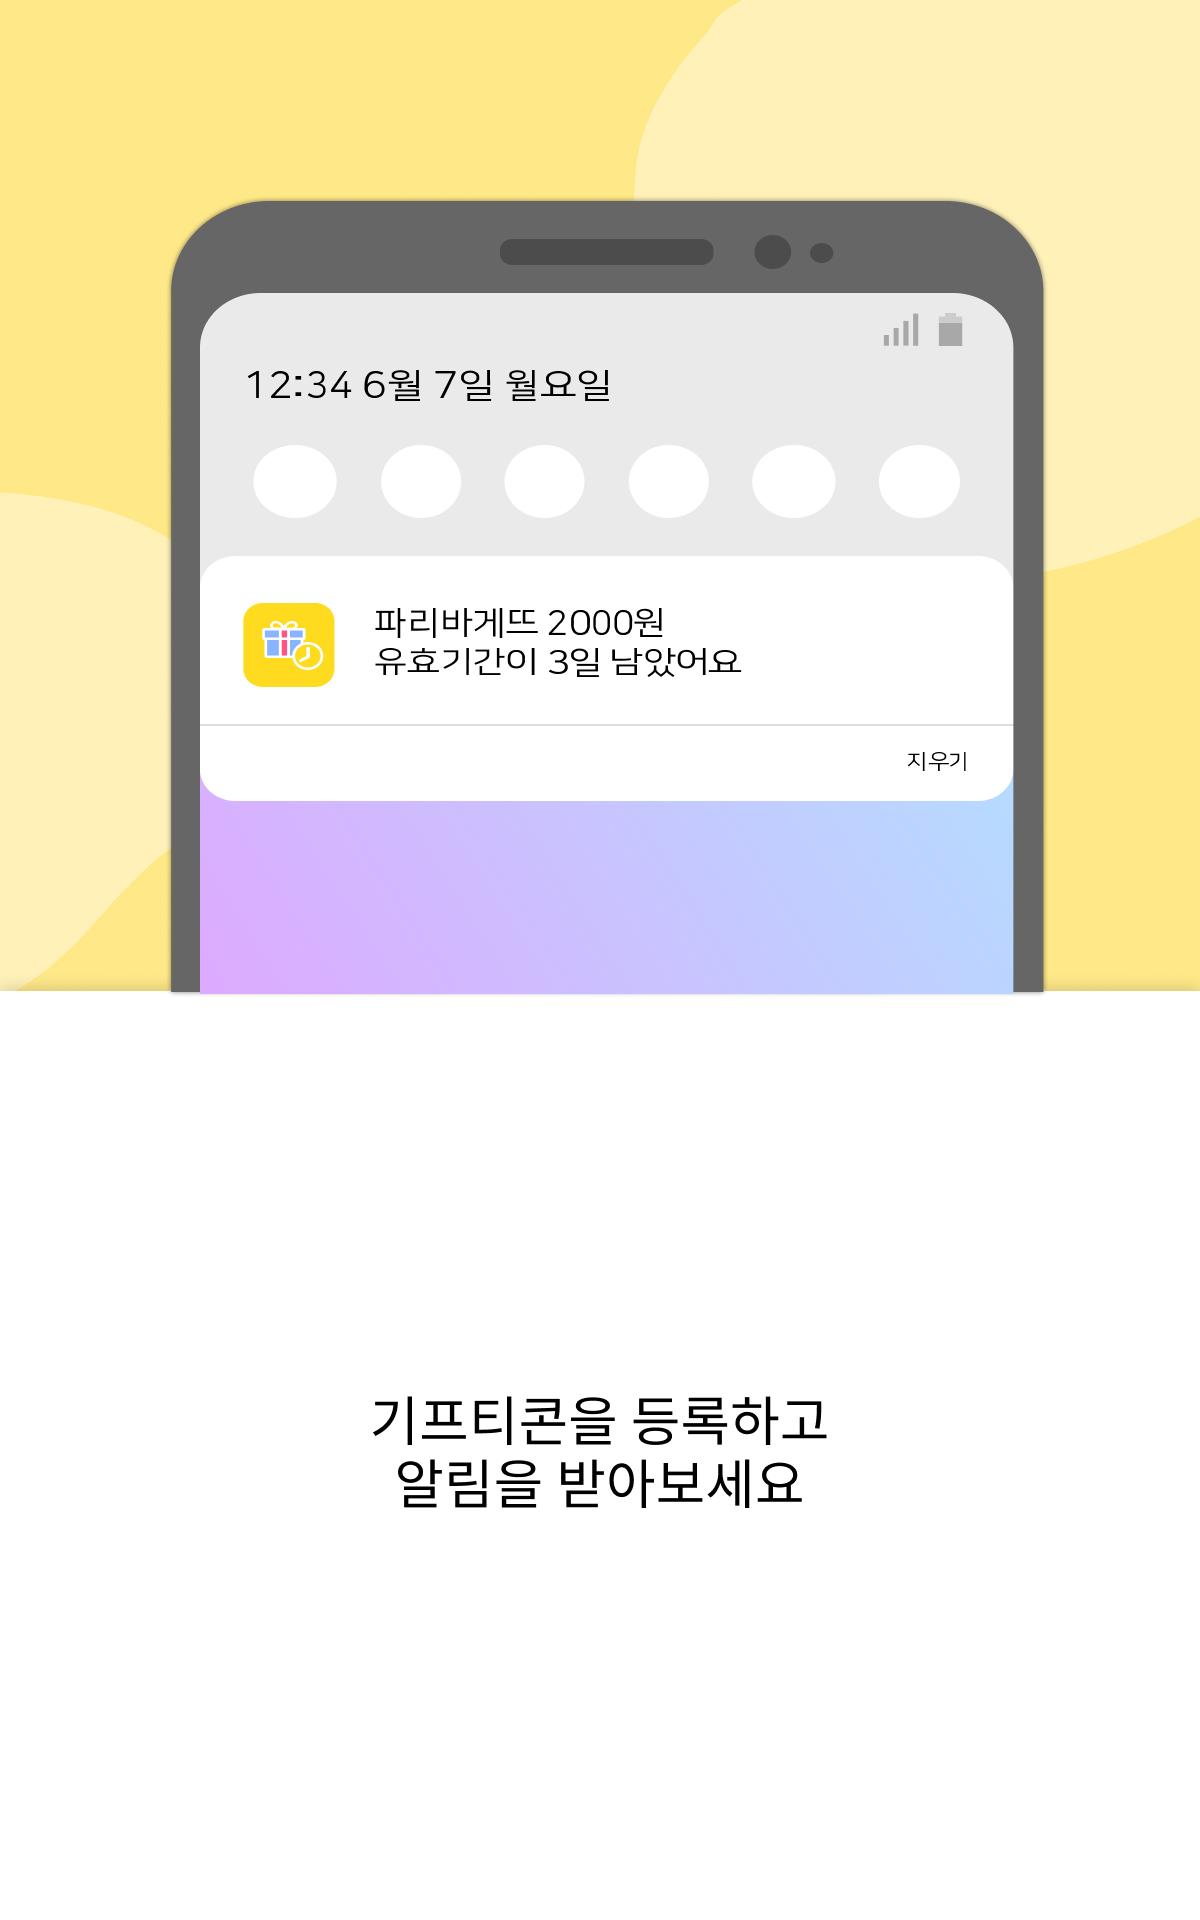 12:34 6월 7일 월요일
파리바게뜨 2000원
유효기간이 3일 남았어요
지우기
기프티콘을 등록하고
알림을 받아보세요